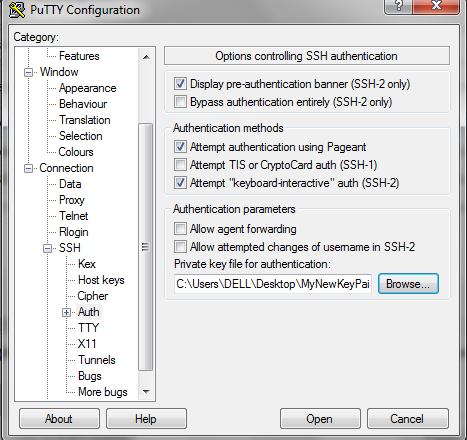 PuTTY Configuration
Category:
Features
Window
Appearance
Behaviour
Translation
Selection
Colours
Connection
Data
Proxy
Telnet
Rlogin
SSH
Kex
Host keys
Cipher
Auth
TTY
X11
Tunnels
Bugs
More bugs
Options controlling SSH authentication
Display pre-authentication banner (SSH-2 only)
Bypass authentication entirely (SSH-2 only)
Authentication methods
Attempt authentication using Pageant
Attempt TIS or CryptoCard auth (SSH-1)
Attempt "keyboard-interactive" auth (SSH-2)
Authentication parameters
Allow agent forwarding
Allow attempted changes of username in SSH-2
Private key file for authentication:
C:\Users\DELL\Desktop\MyNewKeyPai
Browse...
About
Help
Open
Cancel